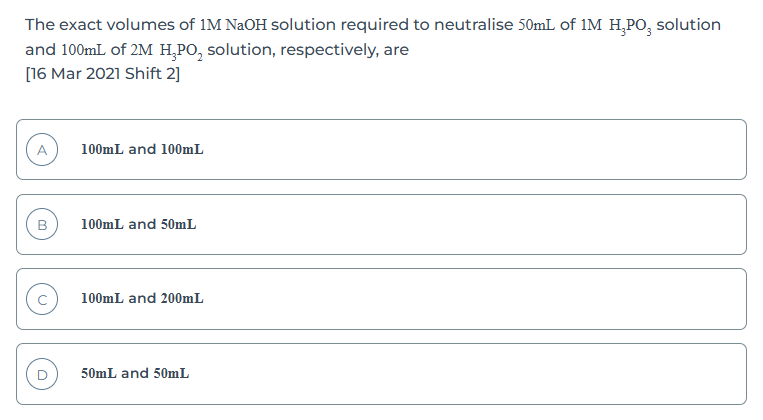 The exact volumes of 1M NaOH solution required to neutralise 50mL of 1M H₃PO₃ solution
and 100mL of 2M H₃PO₂ solution, respectively, are
[16 Mar 2021 Shift 2]
A 100mL and 100mL
B 100mL and 50mL
C 100mL and 200mL
D 50mL and 50mL